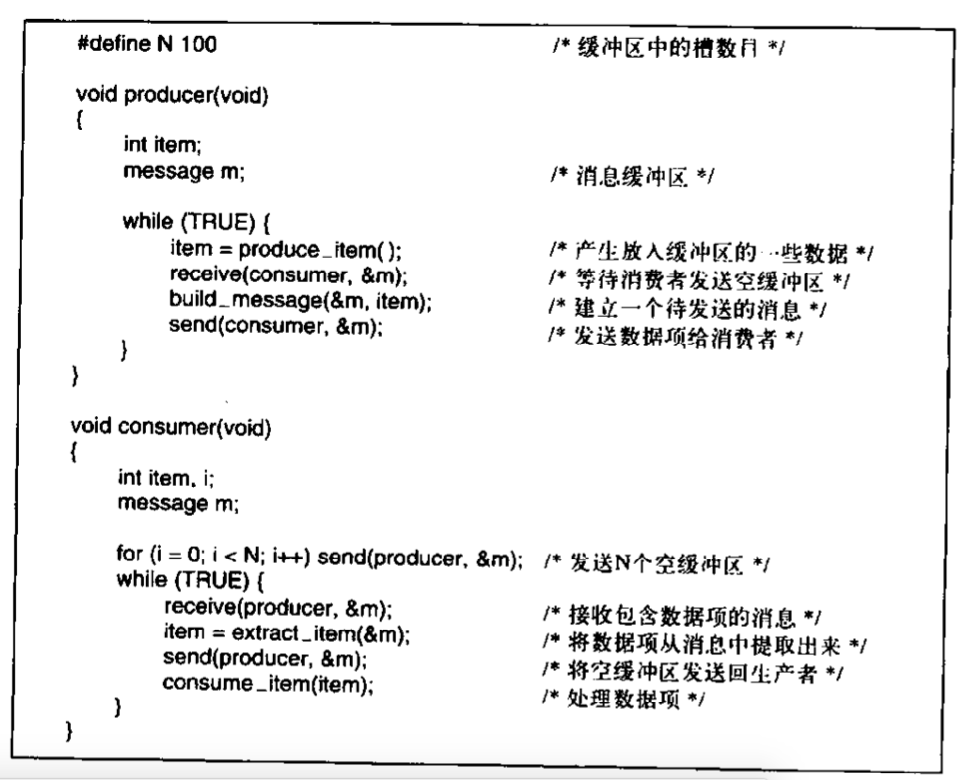 #define N 100 /* 缓冲区中的槽数目 */
void producer(void)
{
int item;
message m; /* 消息缓冲区 */
while (TRUE) {
item = produce_item( ); /* 产生放入缓冲区的一些数据 */
receive(consumer, &m); /* 等待消费者发送空缓冲区 */
build_message(&m, item); /* 建立一个待发送的消息 */
send(consumer, &m); /* 发送数据项给消费者 */
}
}
void consumer(void)
{
int item, i;
message m;
for (i = 0; i < N; i++) send(producer, &m); /* 发送N个空缓冲区 */
while (TRUE) {
receive(producer, &m); /* 接收包含数据项的消息 */
item = extract_item(&m); /* 将数据项从消息中提取出来 */
send(producer, &m); /* 将空缓冲区发送回生产者 */
consume_item(item); /* 处理数据项 */
}
}